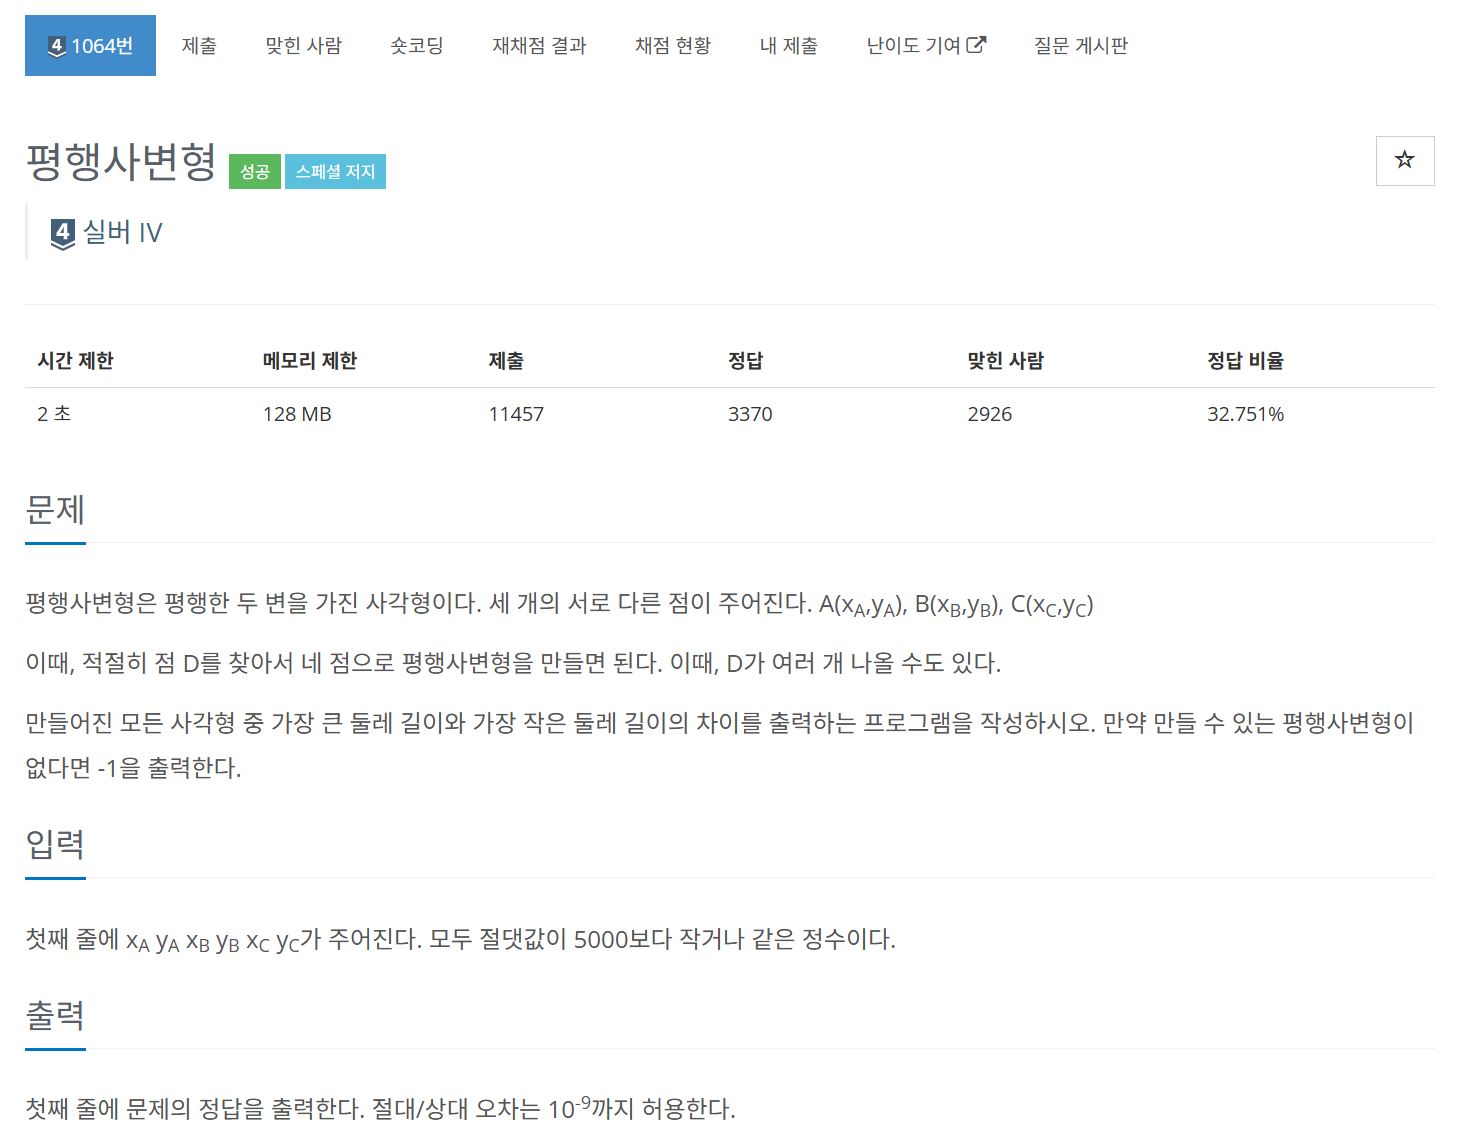 4 1064번 제출 맞힌 사람 숏코딩 재채점 결과 채점 현황 내 제출 난이도 기여 질문 게시판
평행사변형 성공 스페셜 저지
4 실버 IV
시간 제한 메모리 제한 제출 정답 맞힌 사람 정답 비율
2 초 128 MB 11457 3370 2926 32.751%
문제
평행사변형은 평행한 두 변을 가진 사각형이다. 세 개의 서로 다른 점이 주어진다. A(xA,yA), B(xB,yB), C(xC,yC)
이때, 적절히 점 D를 찾아서 네 점으로 평행사변형을 만들면 된다. 이때, D가 여러 개 나올 수도 있다.
만들어진 모든 사각형 중 가장 큰 둘레 길이와 가장 작은 둘레 길이의 차이를 출력하는 프로그램을 작성하시오. 만약 만들 수 있는 평행사변형이
없다면 -1을 출력한다.
입력
첫째 줄에 xA yA xB yB xC yC가 주어진다. 모두 절댓값이 5000보다 작거나 같은 정수이다.
출력
첫째 줄에 문제의 정답을 출력한다. 절대/상대 오차는 10-9까지 허용한다.